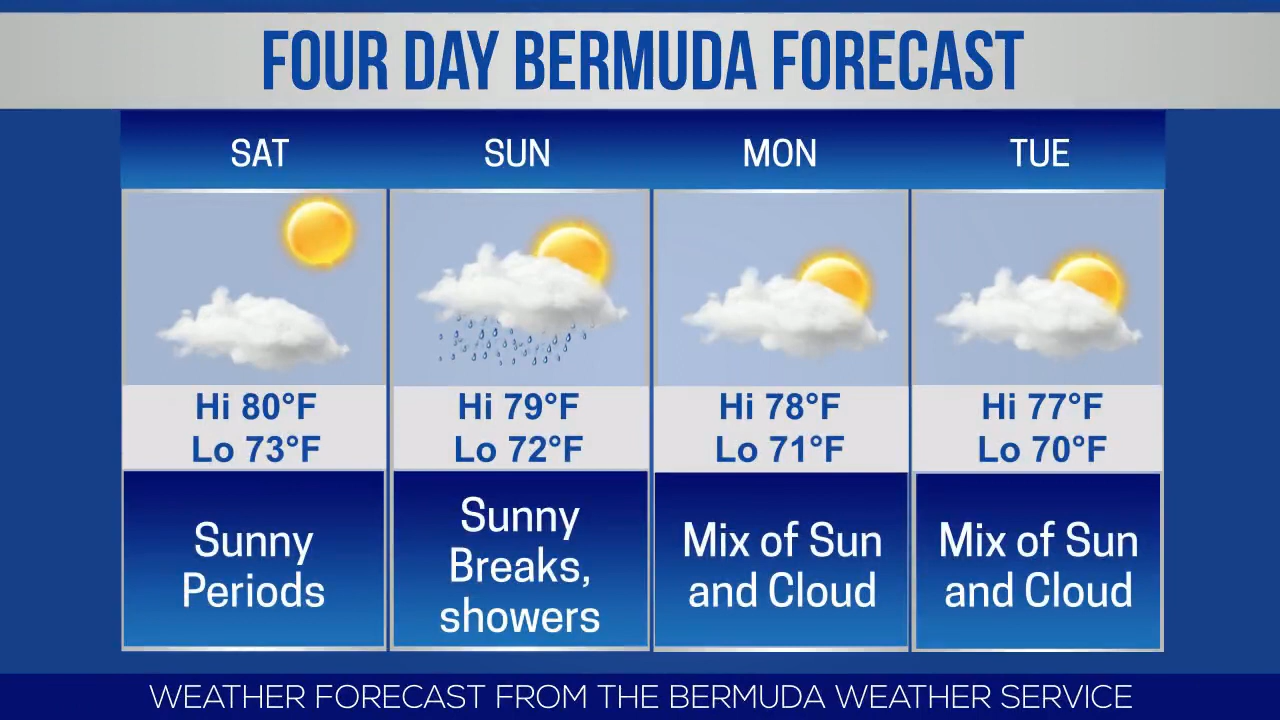 FOUR DAY BERMUDA FORECAST
SAT
SUN
MON
TUE
Hi 80°F
Lo 73°F
Hi 79°F
Lo 72°F
Hi 78°F
Lo 71°F
Hi 77°F
Lo 70°F
Sunny
Periods
Sunny
Breaks,
showers
Mix of Sun
and Cloud
Mix of Sun
and Cloud
WEATHER FORECAST FROM THE BERMUDA WEATHER SERVICE